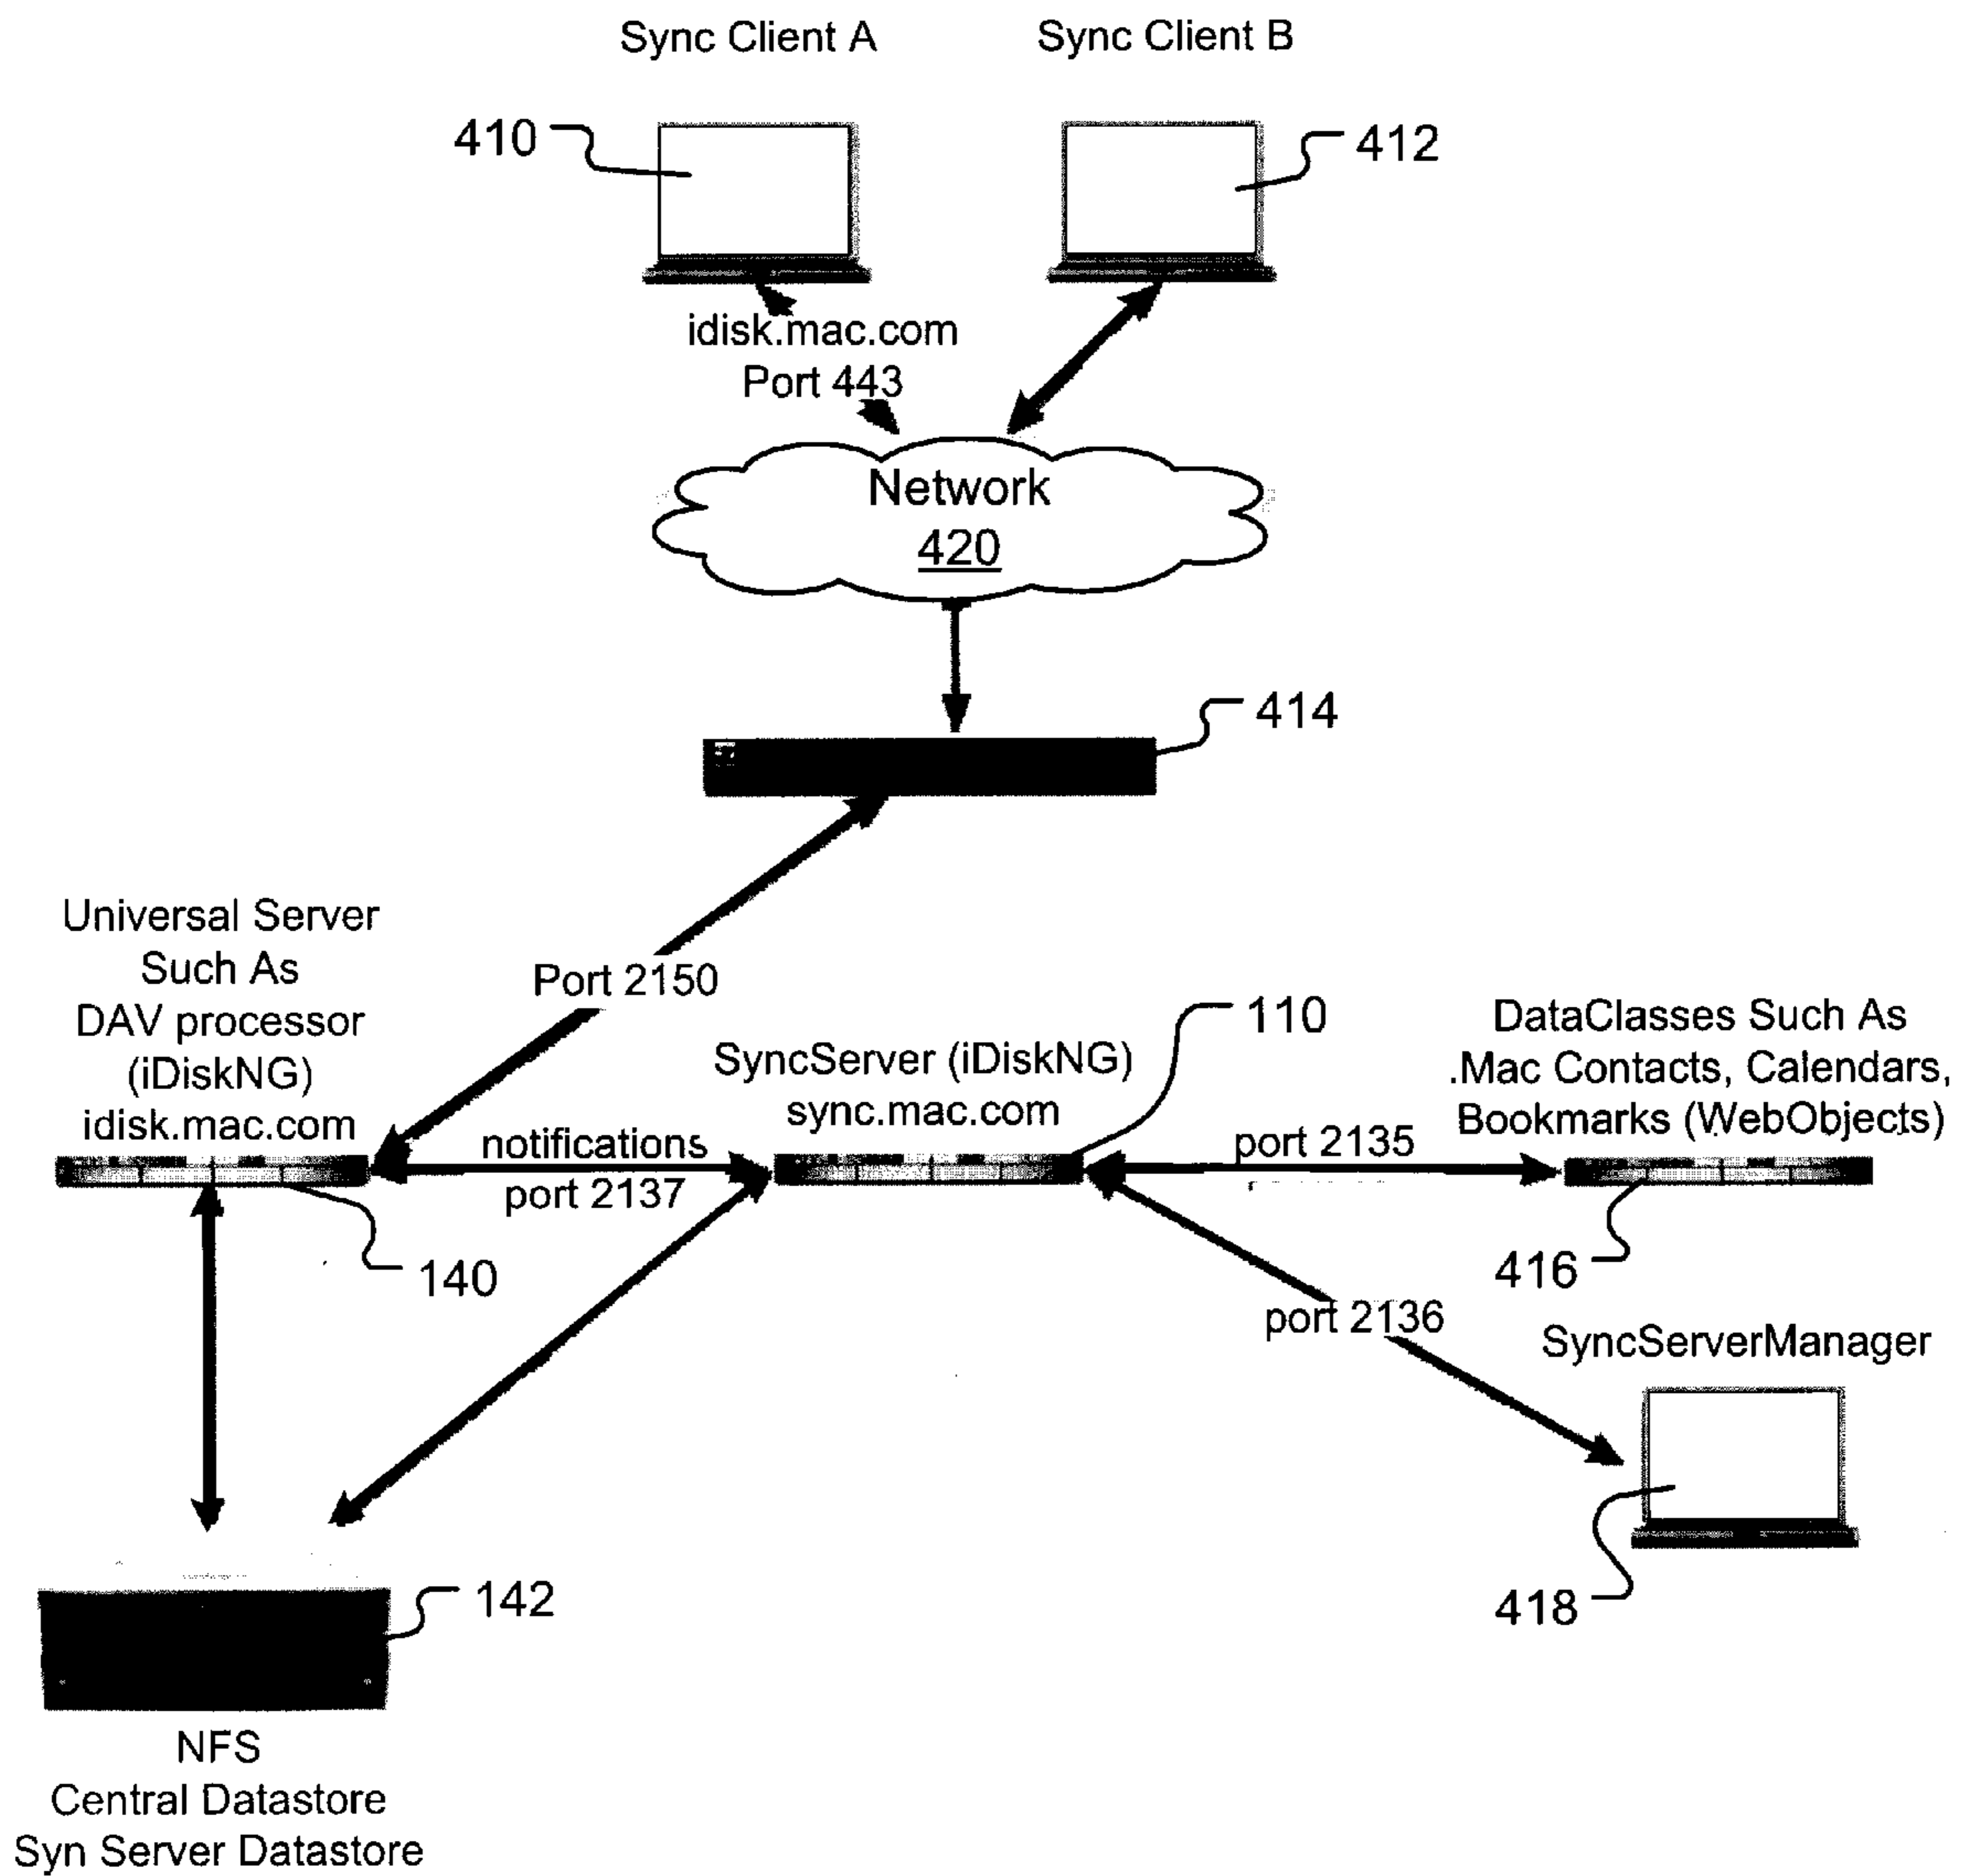 Sync Client A
Sync Client B
410
412
idisk.mac.com
Port 443
Network
420
414
Universal Server
Such As
DAV processor
(iDiskNG)
idisk.mac.com
Port 2150
110
SyncServer (iDiskNG)
sync.mac.com
DataClasses Such As
.Mac Contacts, Calendars,
Bookmarks (WebObjects)
notifications
port 2137
port 2135
140
416
port 2136
SyncServerManager
418
142
NFS
Central Datastore
Syn Server Datastore